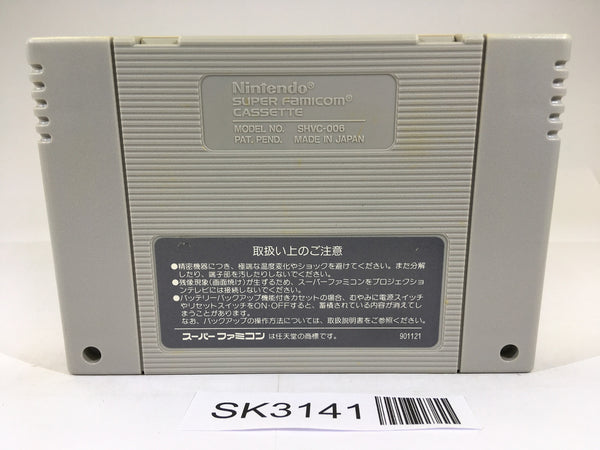 Nintendo®
SUPER FAMICOM®
CASSETTE
MODEL NO. SHVC-006
PAT. PEND. MADE IN JAPAN
取扱い上のご注意
●精密機器につき、極端な温度変化やショックを避けてください。また分解
したり、端子部を汚したりしないでください。
●残像現象(画面焼け)が生ずるため、スーパーファミコンをプロジェクション
テレビには接続しないでください。
●バッテリーバックアップ機能付きカセットの場合、むやみに電源スイッチ
やリセットスイッチをON・OFFすると、蓄積されている内容が消えてし
まうことがあります。
なお、バックアップの操作方法については、取扱説明書をご参照ください。
スーパーファミコン は任天堂の商標です。 901121
SK3141